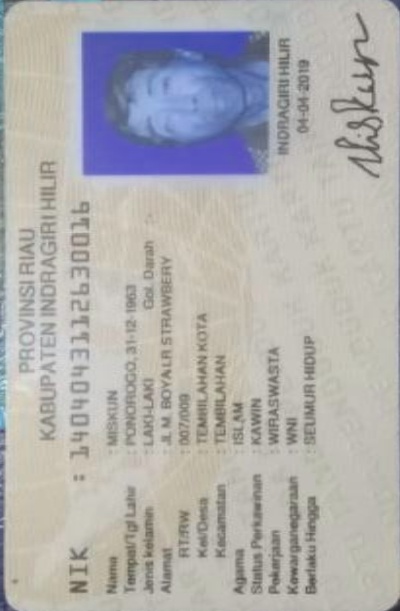 PROVINSI RIAU
KABUPATEN INDRAGIRI HILIR
NIK : 1404043112630016
Nama : MISKUN
Tempat/Tgl Lahir : PONOROGO, 31-12-1963
Jenis kelamin : LAKI-LAKI Gol. Darah : -
Alamat : JL M. BOYA LR STRAWBERY
RT/RW : 007/009
Kel/Desa : TEMBILAHAN KOTA
Kecamatan : TEMBILAHAN
Agama : ISLAM
Status Perkawinan : KAWIN
Pekerjaan : WIRASWASTA
Kewarganegaraan : WNI
Berlaku Hingga : SEUMUR HIDUP
INDRAGIRI HILIR
04-04-2019
Miskun